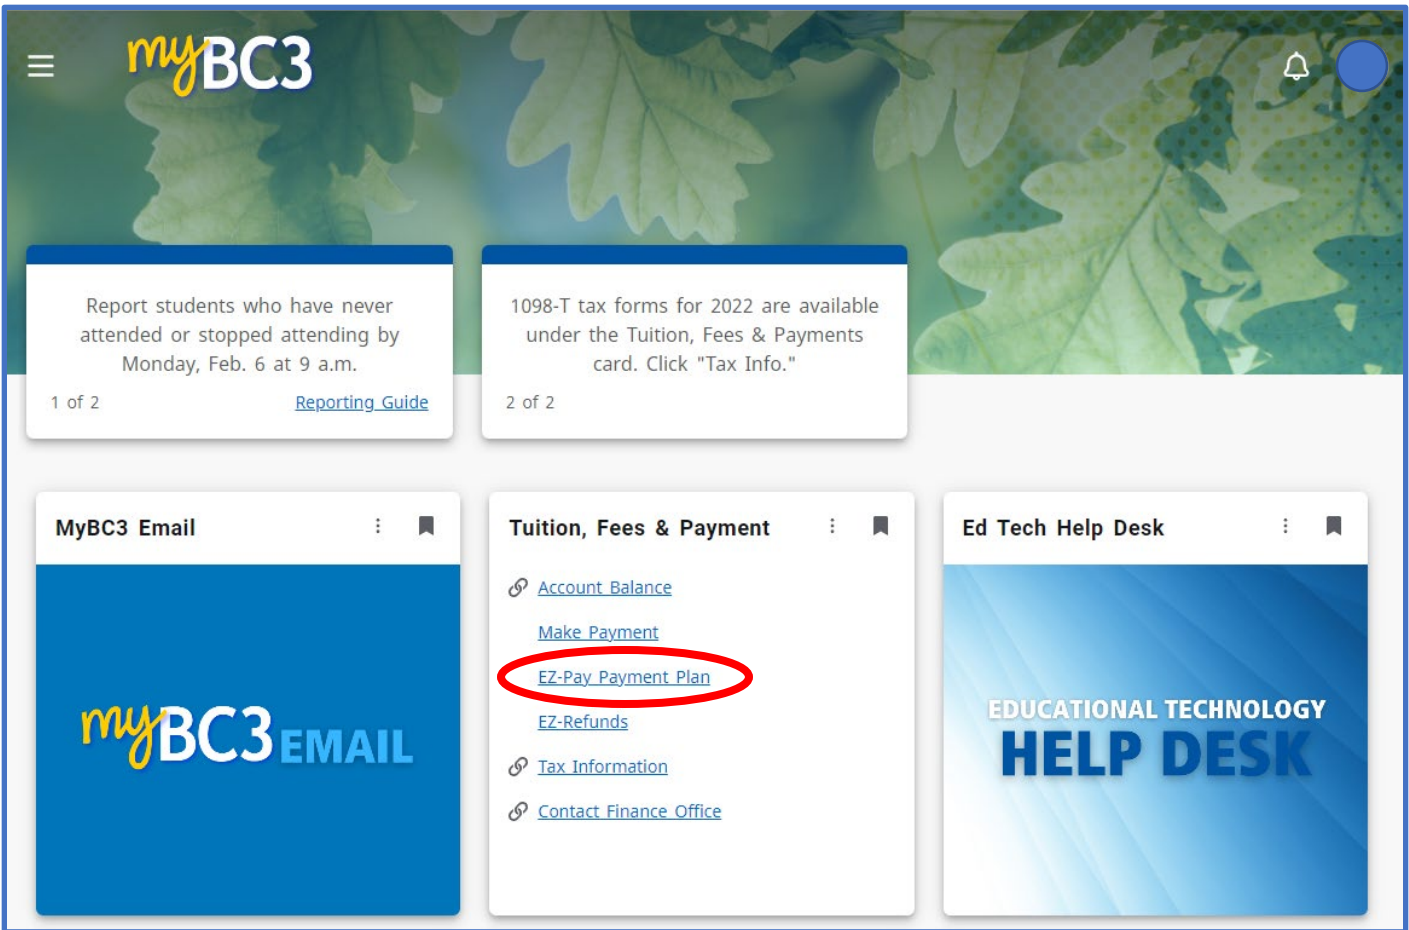 myBC3
Report students who have never
attended or stopped attending by
Monday, Feb. 6 at 9 a.m.
1 of 2
Reporting Guide
1098-T tax forms for 2022 are available
under the Tuition, Fees & Payments
card. Click "Tax Info."
2 of 2
MyBC3 Email
myBC3 EMAIL
Tuition, Fees & Payment
Account Balance
Make Payment
EZ-Pay Payment Plan
EZ-Refunds
Tax Information
Contact Finance Office
Ed Tech Help Desk
EDUCATIONAL TECHNOLOGY
HELP DESK